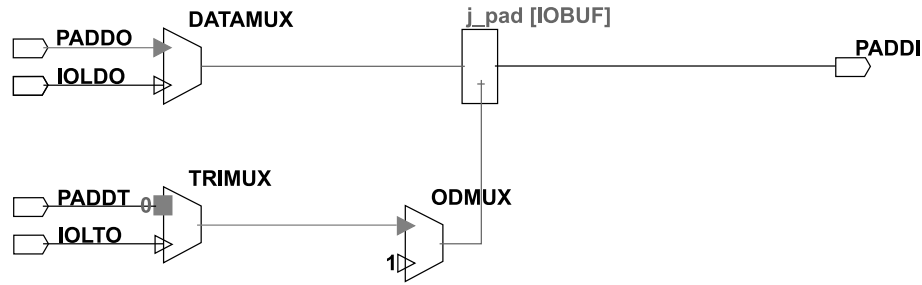 DATAMUX
j_pad [IOBUF]
PADDO
PADDI
IOLDO
TRIMUX
PADDT
0
ODMUX
IOLTO
1